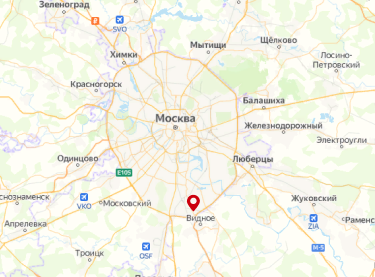 Зеленоград
SVO
Химки
Мытищи
Щёлково
Лосино-
Петровский
Красногорск
Балашиха
Москва
Железнодорожный
Электроугли
Одинцово
Люберцы
E105
Краснознаменск
VKO
Московский
Жуковский
Апрелевка
Видное
ZIA
Раменс
Троицк
OSF
M-5